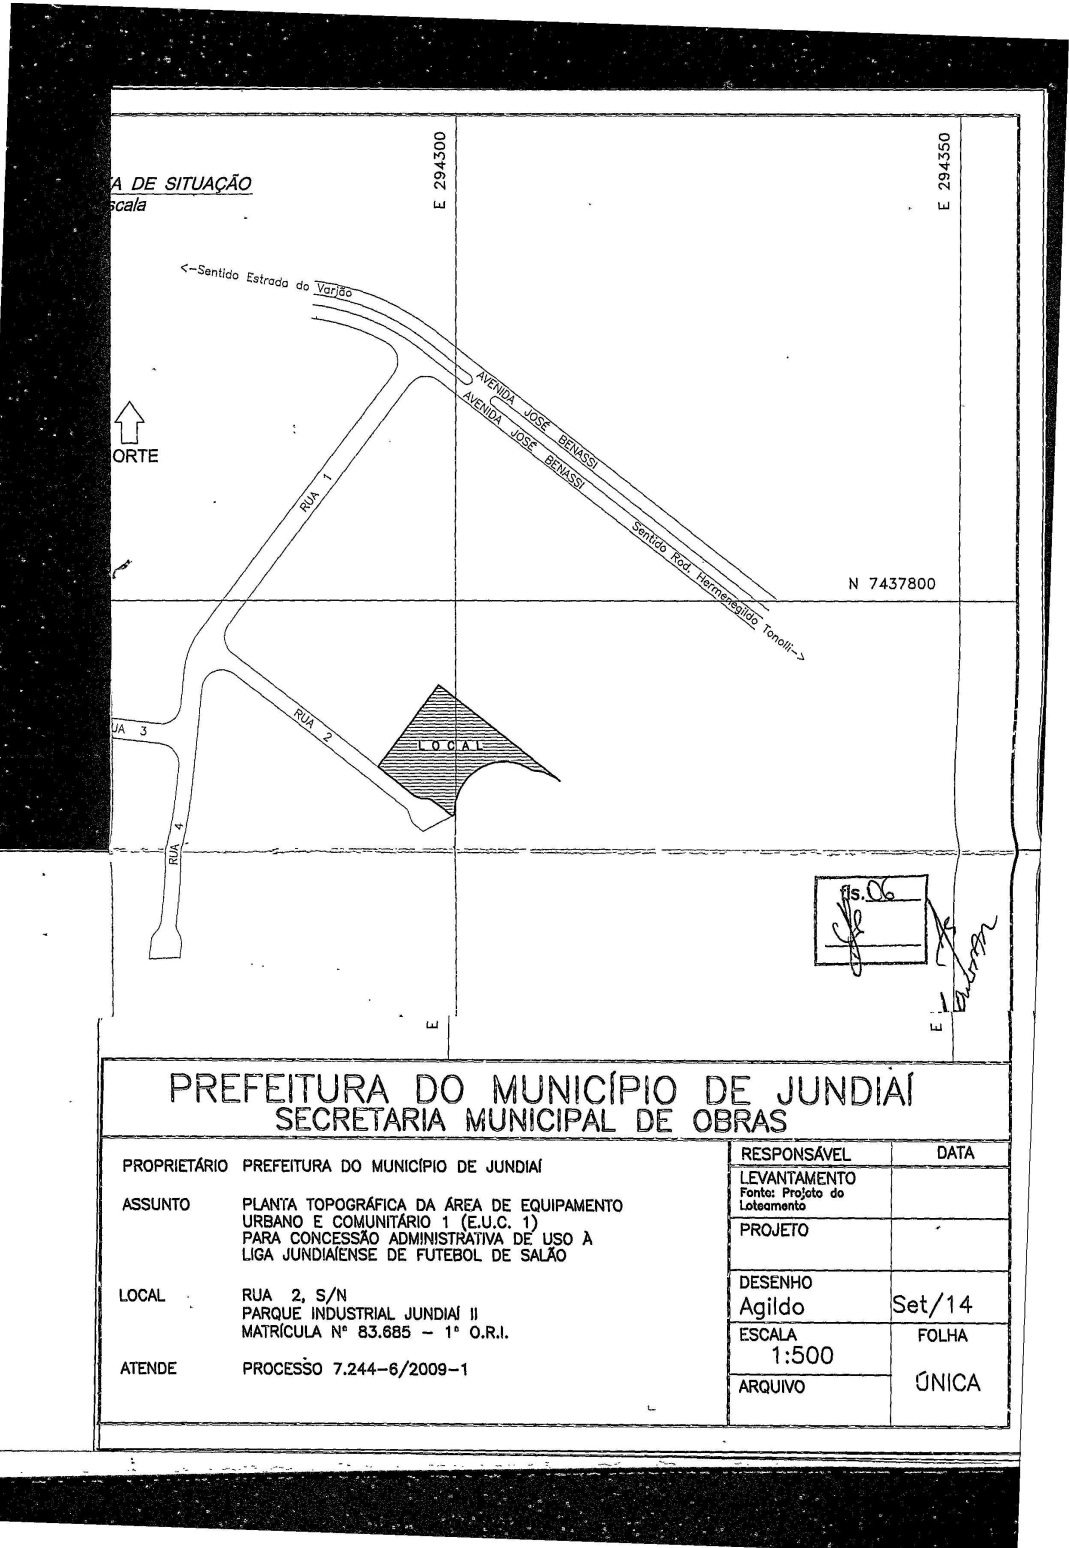 A DE SITUAÇÃO
scala
E 294300
E 294350
<-Sentido Estrada do Varjão
AVENIDA JOSÉ BENASSI
AVENIDA JOSÉ BENASSI
ORTE
RUA 1
Sentido Rod. Hermenegildo Tonolli->
N 7437800
RUA 2
LOCAL
UA 3
RUA 4
fls. 06
E
E
PREFEITURA DO MUNICÍPIO DE JUNDIAÍ
SECRETARIA MUNICIPAL DE OBRAS
PROPRIETÁRIO PREFEITURA DO MUNICÍPIO DE JUNDIAÍ
ASSUNTO PLANTA TOPOGRÁFICA DA ÁREA DE EQUIPAMENTO
URBANO E COMUNITÁRIO 1 (E.U.C. 1)
PARA CONCESSÃO ADMINISTRATIVA DE USO À
LIGA JUNDIAÍENSE DE FUTEBOL DE SALÃO
LOCAL RUA 2, S/N
PARQUE INDUSTRIAL JUNDIAÍ II
MATRÍCULA Nº 83.685 – 1º O.R.I.
ATENDE PROCESSO 7.244-6/2009-1
RESPONSÁVEL DATA
LEVANTAMENTO
Fonte: Projeto do
Loteamento
PROJETO
DESENHO
Agildo Set/14
ESCALA FOLHA
1:500
ARQUIVO ÚNICA